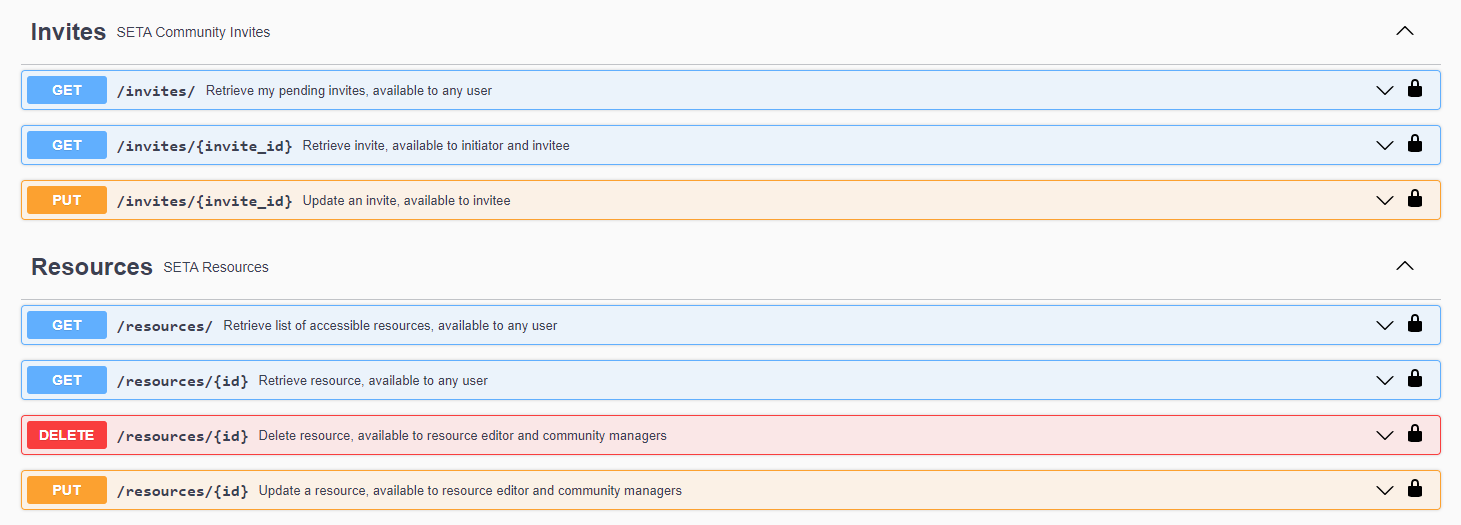 Invites SETA Community Invites
GET /invites/ Retrieve my pending invites, available to any user
GET /invites/{invite_id} Retrieve invite, available to initiator and invitee
PUT /invites/{invite_id} Update an invite, available to invitee
Resources SETA Resources
GET /resources/ Retrieve list of accessible resources, available to any user
GET /resources/{id} Retrieve resource, available to any user
DELETE /resources/{id} Delete resource, available to resource editor and community managers
PUT /resources/{id} Update a resource, available to resource editor and community managers